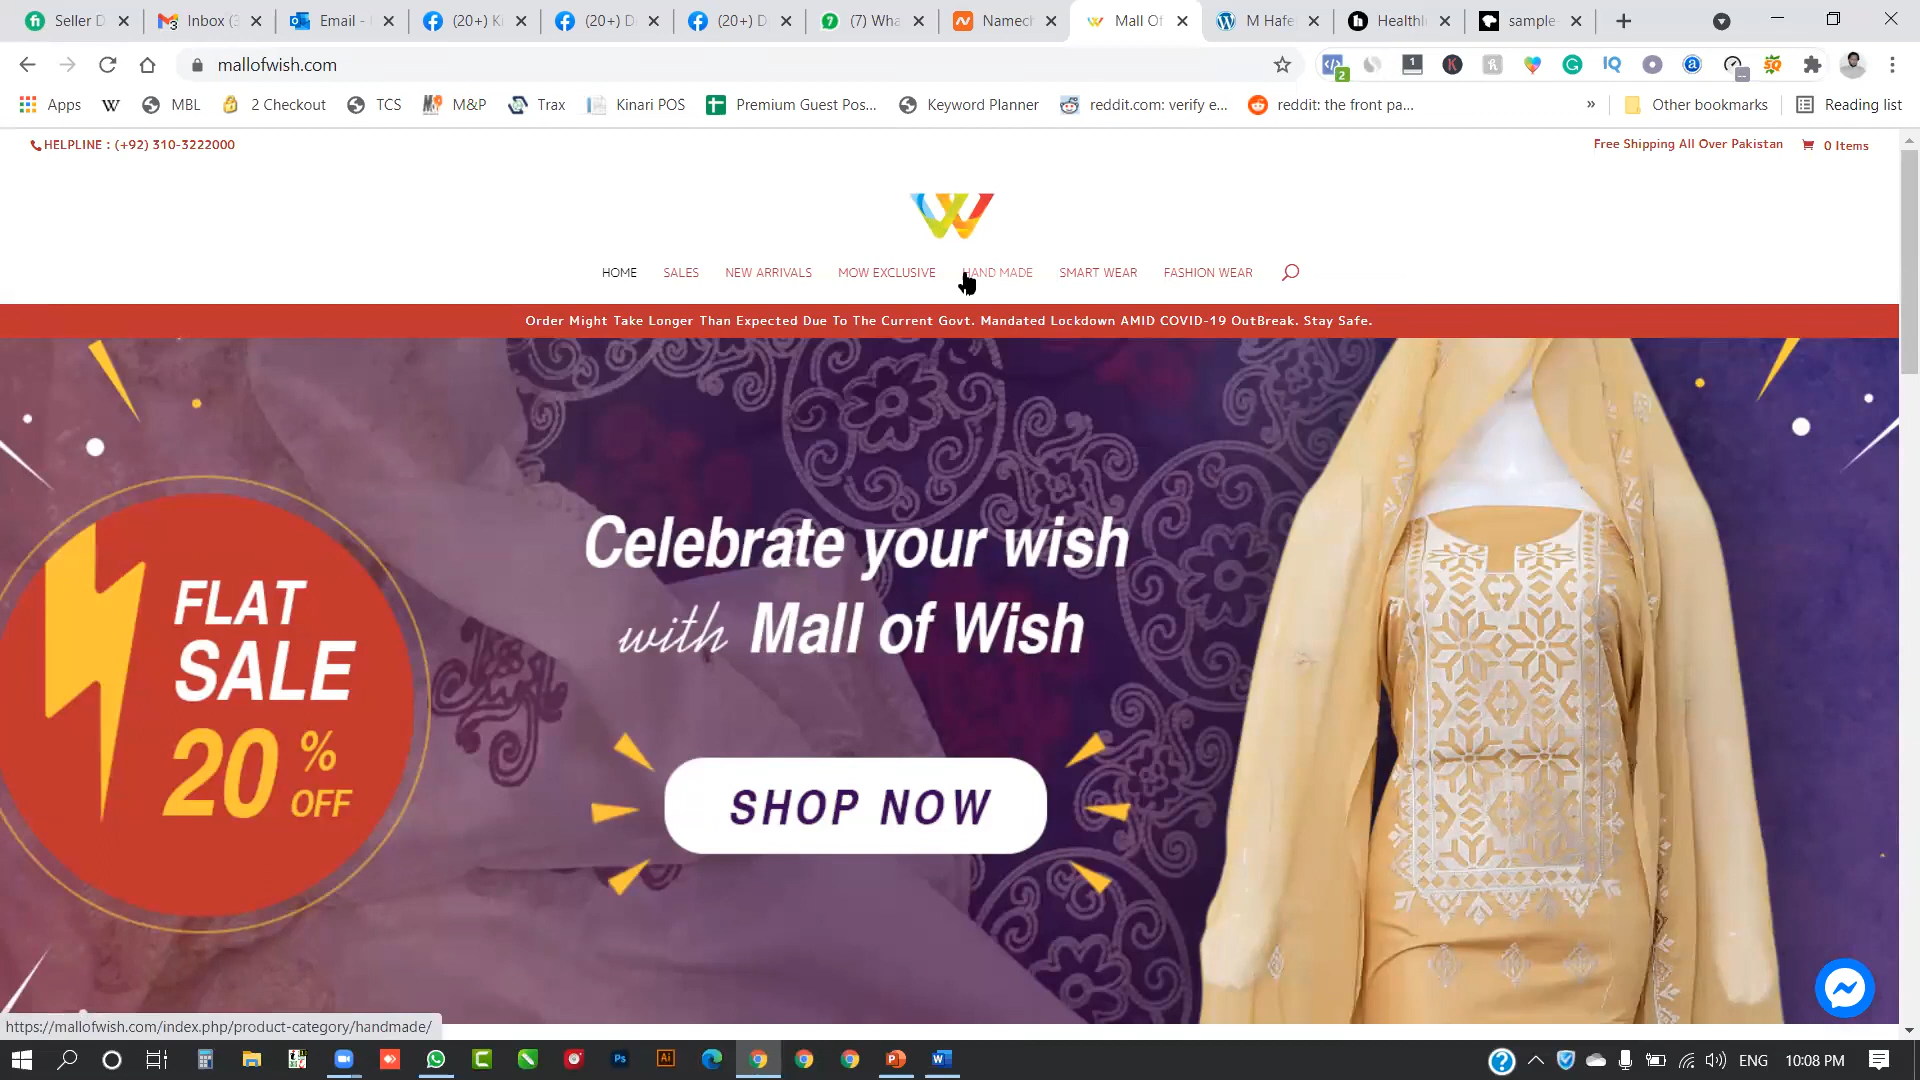 Seller D
Inbox (3
Email -
(20+) K
(20+) D
(20+) D
(7) Wha
Namech
Mall Of
M Hafe
Healthl
sample
mallofwish.com
Apps
MBL
2 Checkout
TCS
M&P
Trax
Kinari POS
Premium Guest Pos...
Keyword Planner
reddit.com: verify e...
reddit: the front pa...
»
Other bookmarks
Reading list
HELPLINE : (+92) 310-3222000
Free Shipping All Over Pakistan
0 Items
HOME SALES NEW ARRIVALS MOW EXCLUSIVE HAND MADE SMART WEAR FASHION WEAR
Order Might Take Longer Than Expected Due To The Current Govt. Mandated Lockdown AMID COVID-19 OutBreak. Stay Safe.
Celebrate your wish
with Mall of Wish
FLAT
SALE
20 %
OFF
SHOP NOW
https://mallofwish.com/index.php/product-category/handmade/
ENG
10:08 PM